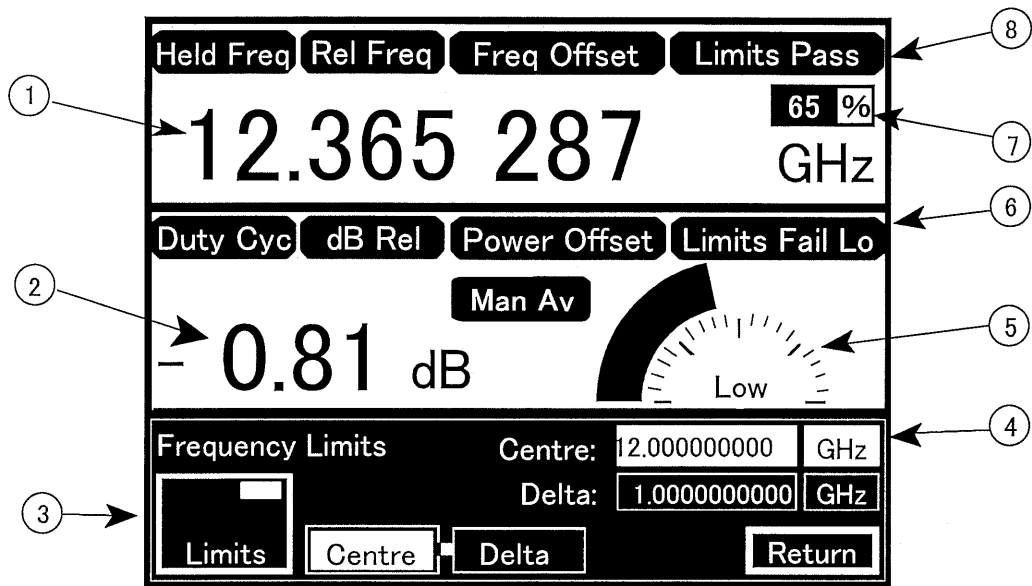 Held Freq Rel Freq Freq Offset Limits Pass
8
1
12.365 287
65 %
GHz
7
6
Duty Cyc dB Rel Power Offset Limits Fail Lo
2
Man Av
- 0.81 dB
Low
5
4
Frequency Limits
Centre: 12.000000000 GHz
Delta: 1.0000000000 GHz
3
Limits
Centre Delta
Return